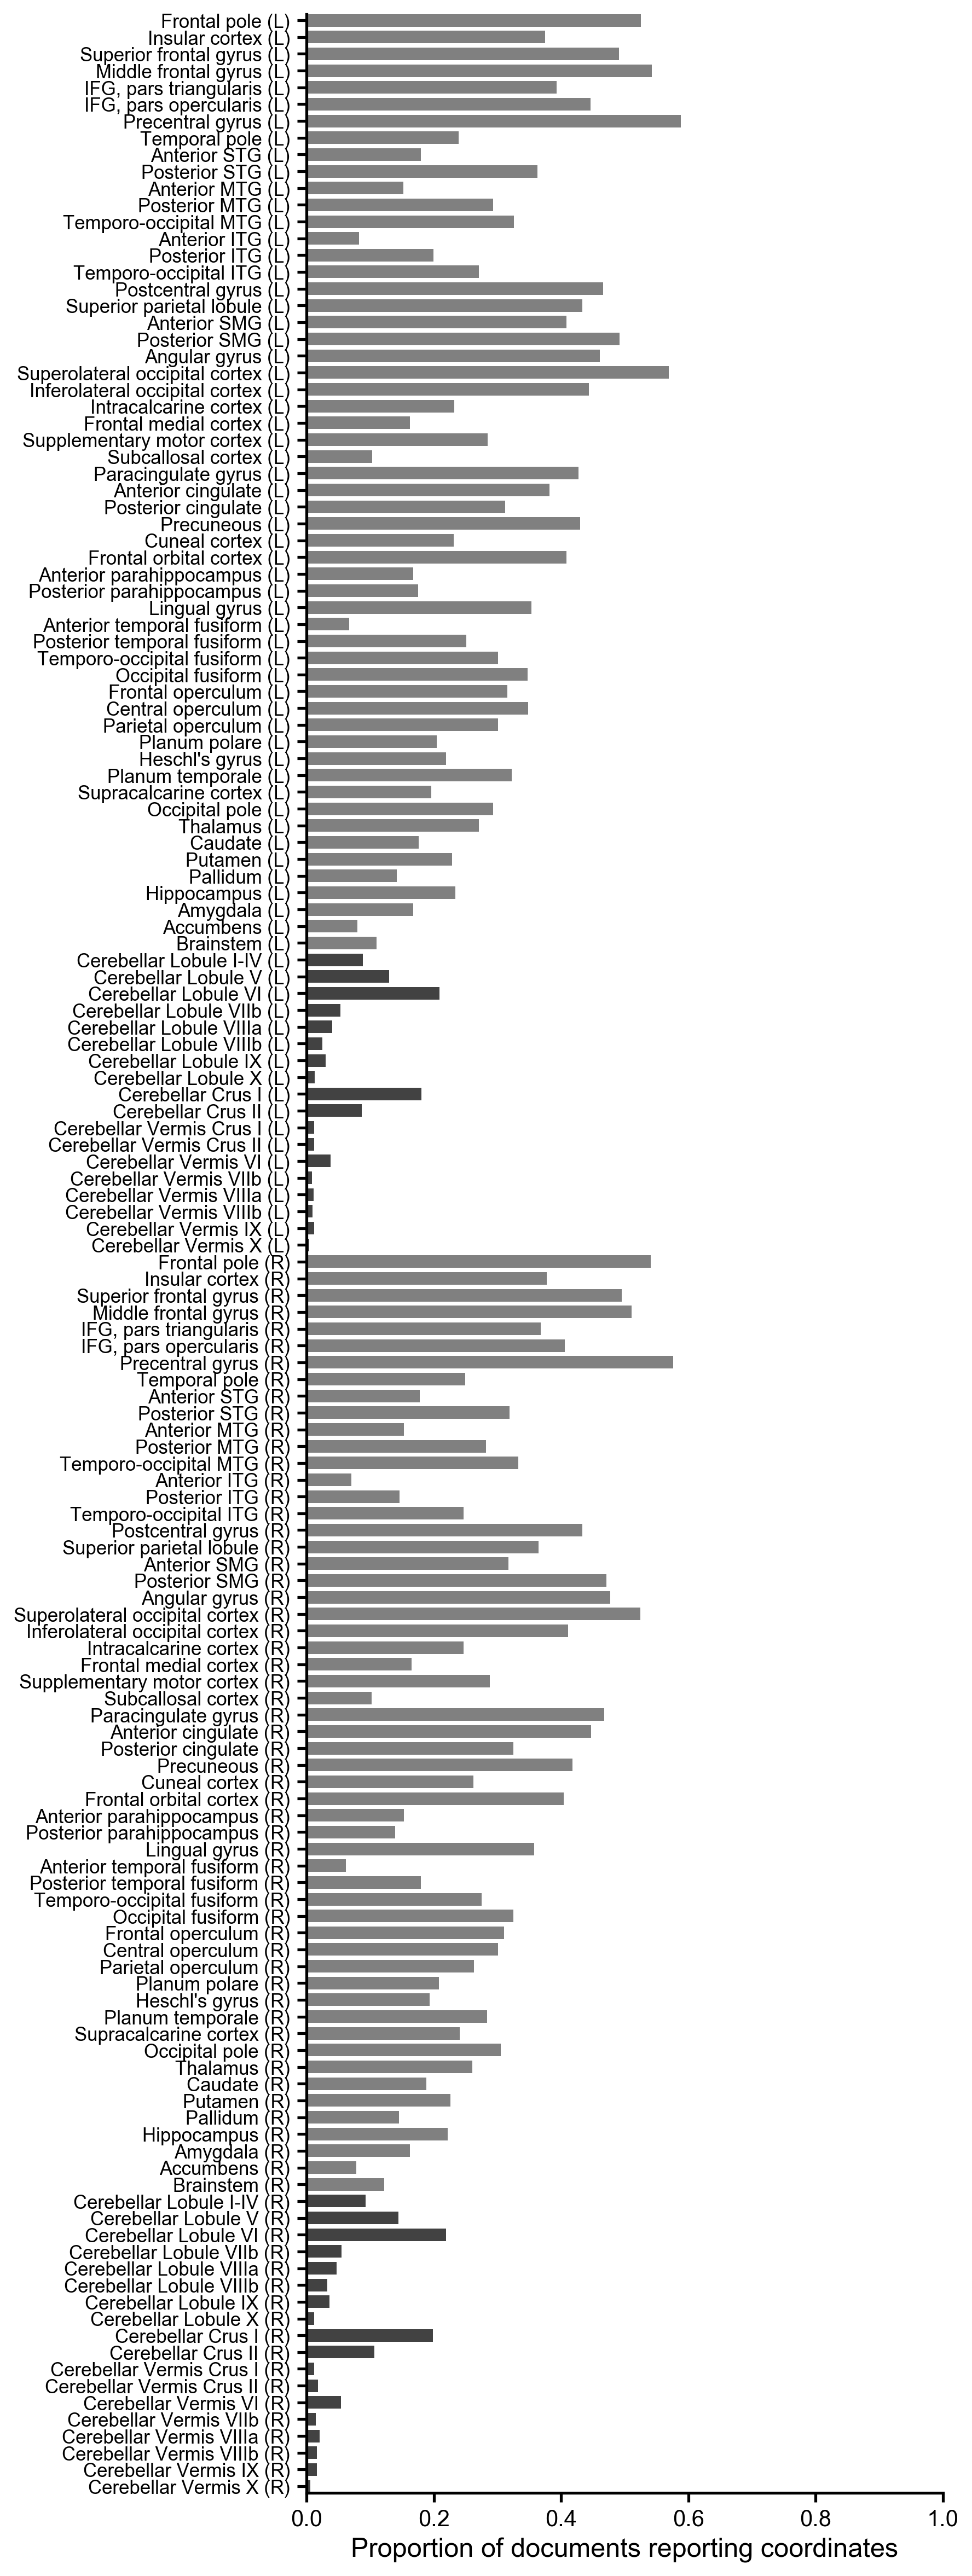 Frontal pole (L)
Insular cortex (L)
Superior frontal gyrus (L)
Middle frontal gyrus (L)
IFG, pars triangularis (L)
IFG, pars opercularis (L)
Precentral gyrus (L)
Temporal pole (L)
Anterior STG (L)
Posterior STG (L)
Anterior MTG (L)
Posterior MTG (L)
Temporo-occipital MTG (L)
Anterior ITG (L)
Posterior ITG (L)
Temporo-occipital ITG (L)
Postcentral gyrus (L)
Superior parietal lobule (L)
Anterior SMG (L)
Posterior SMG (L)
Angular gyrus (L)
Superolateral occipital cortex (L)
Inferolateral occipital cortex (L)
Intracalcarine cortex (L)
Frontal medial cortex (L)
Supplementary motor cortex (L)
Subcallosal cortex (L)
Paracingulate gyrus (L)
Anterior cingulate (L)
Posterior cingulate (L)
Precuneous (L)
Cuneal cortex (L)
Frontal orbital cortex (L)
Anterior parahippocampus (L)
Posterior parahippocampus (L)
Lingual gyrus (L)
Anterior temporal fusiform (L)
Posterior temporal fusiform (L)
Temporo-occipital fusiform (L)
Occipital fusiform (L)
Frontal operculum (L)
Central operculum (L)
Parietal operculum (L)
Planum polare (L)
Heschl's gyrus (L)
Planum temporale (L)
Supracalcarine cortex (L)
Occipital pole (L)
Thalamus (L)
Caudate (L)
Putamen (L)
Pallidum (L)
Hippocampus (L)
Amygdala (L)
Accumbens (L)
Brainstem (L)
Cerebellar Lobule I-IV (L)
Cerebellar Lobule V (L)
Cerebellar Lobule VI (L)
Cerebellar Lobule VIIb (L)
Cerebellar Lobule VIIIa (L)
Cerebellar Lobule VIIIb (L)
Cerebellar Lobule IX (L)
Cerebellar Lobule X (L)
Cerebellar Crus I (L)
Cerebellar Crus II (L)
Cerebellar Vermis Crus I (L)
Cerebellar Vermis Crus II (L)
Cerebellar Vermis VI (L)
Cerebellar Vermis VIIb (L)
Cerebellar Vermis VIIIa (L)
Cerebellar Vermis VIIIb (L)
Cerebellar Vermis IX (L)
Cerebellar Vermis X (L)
Frontal pole (R)
Insular cortex (R)
Superior frontal gyrus (R)
Middle frontal gyrus (R)
IFG, pars triangularis (R)
IFG, pars opercularis (R)
Precentral gyrus (R)
Temporal pole (R)
Anterior STG (R)
Posterior STG (R)
Anterior MTG (R)
Posterior MTG (R)
Temporo-occipital MTG (R)
Anterior ITG (R)
Posterior ITG (R)
Temporo-occipital ITG (R)
Postcentral gyrus (R)
Superior parietal lobule (R)
Anterior SMG (R)
Posterior SMG (R)
Angular gyrus (R)
Superolateral occipital cortex (R)
Inferolateral occipital cortex (R)
Intracalcarine cortex (R)
Frontal medial cortex (R)
Supplementary motor cortex (R)
Subcallosal cortex (R)
Paracingulate gyrus (R)
Anterior cingulate (R)
Posterior cingulate (R)
Precuneous (R)
Cuneal cortex (R)
Frontal orbital cortex (R)
Anterior parahippocampus (R)
Posterior parahippocampus (R)
Lingual gyrus (R)
Anterior temporal fusiform (R)
Posterior temporal fusiform (R)
Temporo-occipital fusiform (R)
Occipital fusiform (R)
Frontal operculum (R)
Central operculum (R)
Parietal operculum (R)
Planum polare (R)
Heschl's gyrus (R)
Planum temporale (R)
Supracalcarine cortex (R)
Occipital pole (R)
Thalamus (R)
Caudate (R)
Putamen (R)
Pallidum (R)
Hippocampus (R)
Amygdala (R)
Accumbens (R)
Brainstem (R)
Cerebellar Lobule I-IV (R)
Cerebellar Lobule V (R)
Cerebellar Lobule VI (R)
Cerebellar Lobule VIIb (R)
Cerebellar Lobule VIIIa (R)
Cerebellar Lobule VIIIb (R)
Cerebellar Lobule IX (R)
Cerebellar Lobule X (R)
Cerebellar Crus I (R)
Cerebellar Crus II (R)
Cerebellar Vermis Crus I (R)
Cerebellar Vermis Crus II (R)
Cerebellar Vermis VI (R)
Cerebellar Vermis VIIb (R)
Cerebellar Vermis VIIIa (R)
Cerebellar Vermis VIIIb (R)
Cerebellar Vermis IX (R)
Cerebellar Vermis X (R)
0.0 0.2 0.4 0.6 0.8 1.0
Proportion of documents reporting coordinates